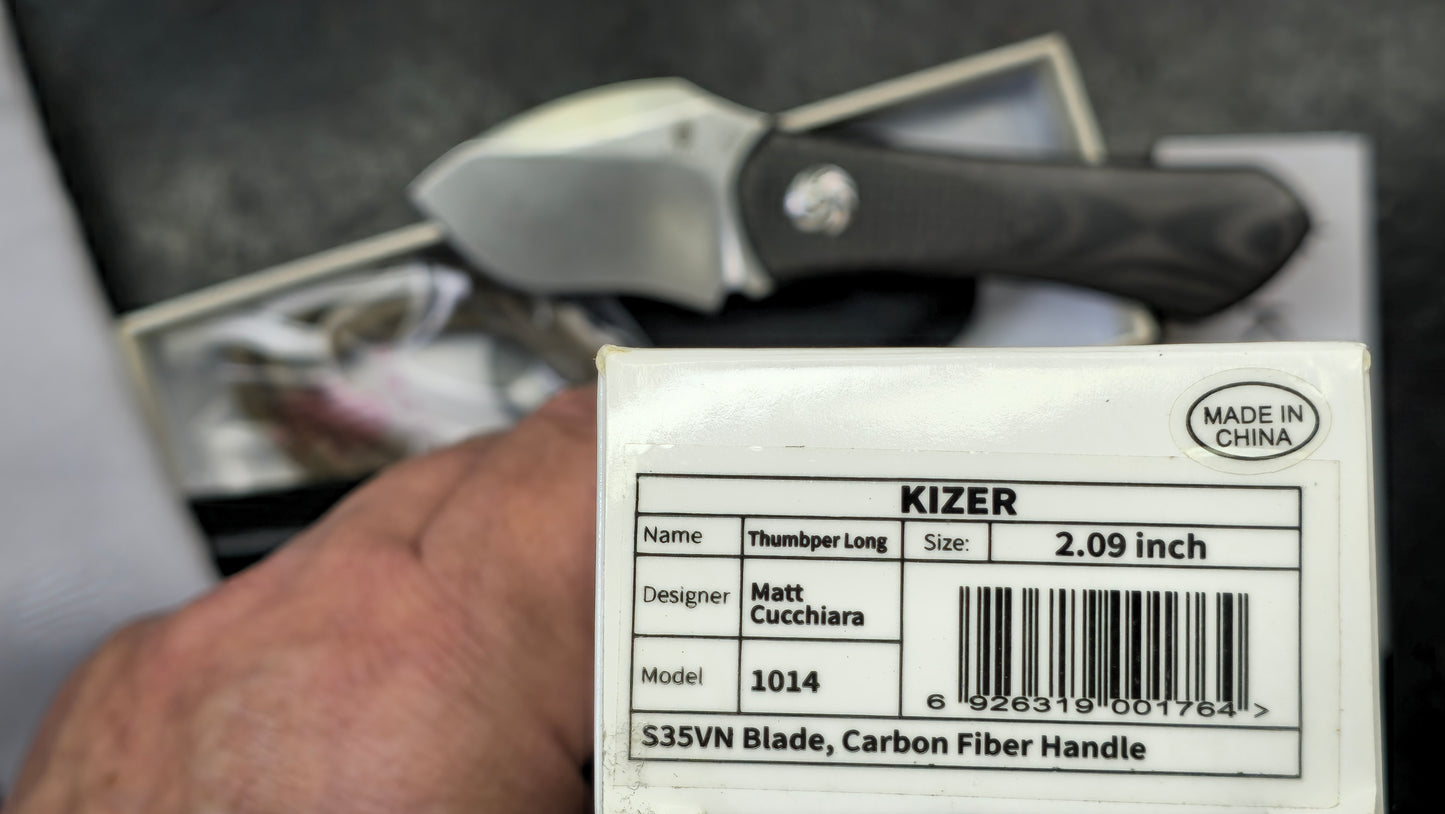 MADE IN
CHINA
KIZER
Name Thumbper Long Size: 2.09 inch
Designer Matt
Cucchiara
Model 1014
6 926319 001764 >
S35VN Blade, Carbon Fiber Handle